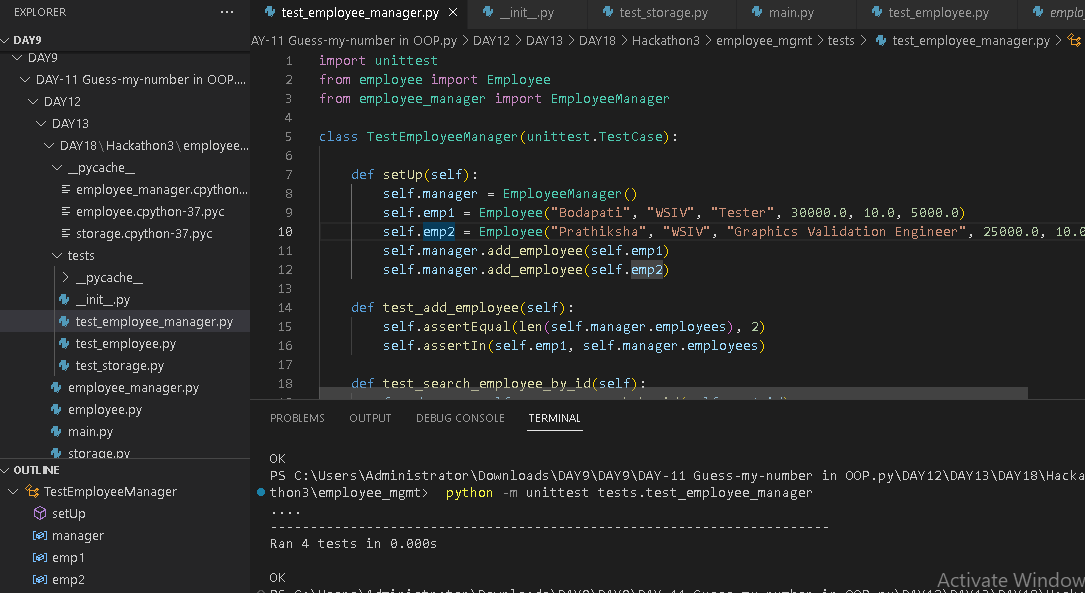 EXPLORER ...
DAY9
DAY9
DAY-11 Guess-my-number in OOP....
DAY12
DAY13
DAY18\Hackathon3\employee...
__pycache__
employee_manager.cpython...
employee.cpython-37.pyc
storage.cpython-37.pyc
tests
__pycache__
__init__.py
test_employee_manager.py
test_employee.py
test_storage.py
employee_manager.py
employee.py
main.py
storage.py
OUTLINE
TestEmployeeManager
setUp
manager
emp1
emp2
test_employee_manager.py × __init__.py test_storage.py main.py test_employee.py emplo
AY-11 Guess-my-number in OOP.py > DAY12 > DAY13 > DAY18 > Hackathon3 > employee_mgmt > tests > test_employee_manager.py >
1 import unittest
2 from employee import Employee
3 from employee_manager import EmployeeManager
4
5 class TestEmployeeManager(unittest.TestCase):
6
7 def setUp(self):
8 self.manager = EmployeeManager()
9 self.emp1 = Employee("Bodapati", "WSIV", "Tester", 30000.0, 10.0, 5000.0)
10 self.emp2 = Employee("Prathiksha", "WSIV", "Graphics Validation Engineer", 25000.0, 10.0
11 self.manager.add_employee(self.emp1)
12 self.manager.add_employee(self.emp2)
13
14 def test_add_employee(self):
15 self.assertEqual(len(self.manager.employees), 2)
16 self.assertIn(self.emp1, self.manager.employees)
17
18 def test_search_employee_by_id(self):
PROBLEMS OUTPUT DEBUG CONSOLE TERMINAL
OK
PS C:\Users\Administrator\Downloads\DAY9\DAY9\DAY-11 Guess-my-number in OOP.py\DAY12\DAY13\DAY18\Hacka
thon3\employee_mgmt> python -m unittest tests.test_employee_manager
....
----------------------------------------------------------------------
Ran 4 tests in 0.000s
OK
Activate Window